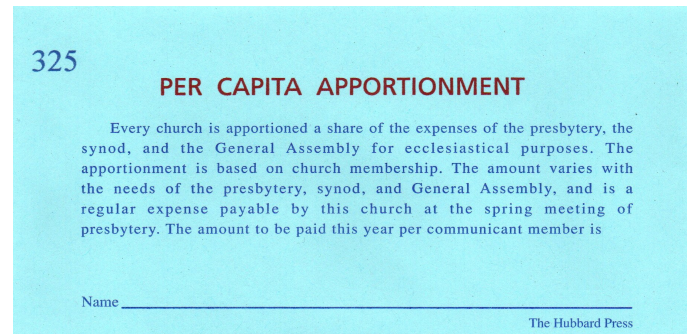 325
PER CAPITA APPORTIONMENT
Every church is apportioned a share of the expenses of the presbytery, the
synod, and the General Assembly for ecclesiastical purposes. The
apportionment is based on church membership. The amount varies with
the needs of the presbytery, synod, and General Assembly, and is a
regular expense payable by this church at the spring meeting of
presbytery. The amount to be paid this year per communicant member is
Name
The Hubbard Press